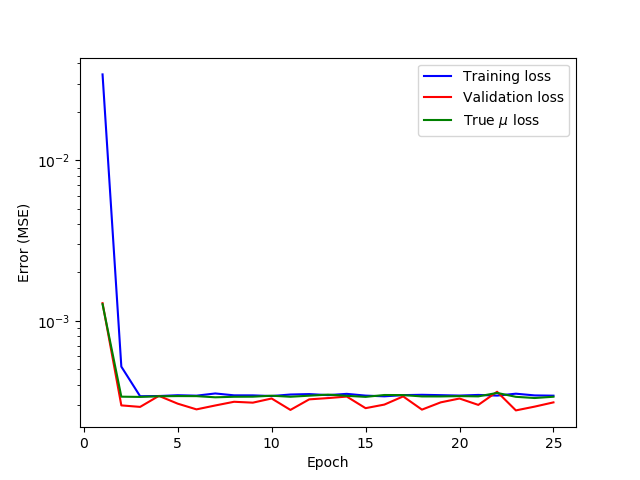 Training loss
Validation loss
True μ loss
10⁻²
10⁻³
Error (MSE)
0 5 10 15 20 25
Epoch